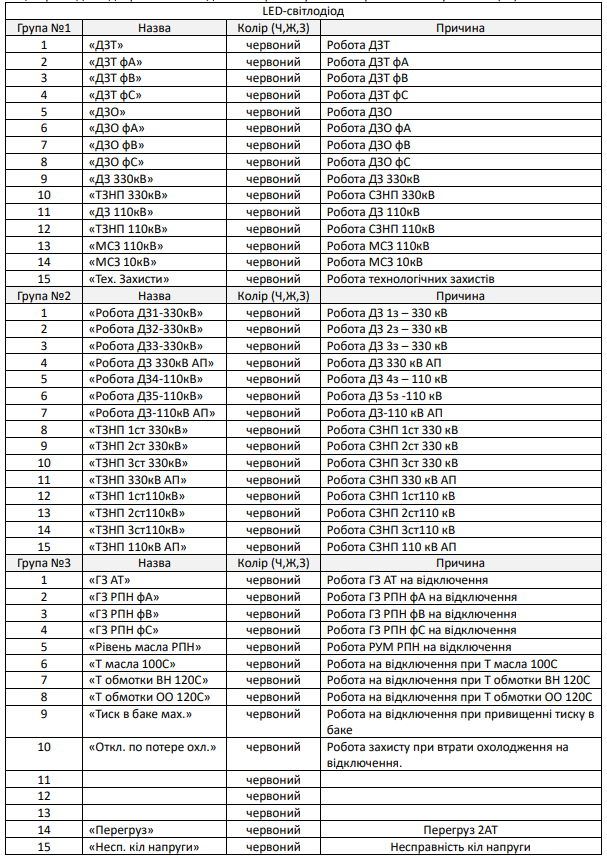 LED-світлодіод
Група №1 Назва Колір (Ч,Ж,З) Причина
1 «ДЗТ» червоний Робота ДЗТ
2 «ДЗТ фА» червоний Робота ДЗТ фА
3 «ДЗТ фВ» червоний Робота ДЗТ фВ
4 «ДЗТ фС» червоний Робота ДЗТ фС
5 «ДЗО» червоний Робота ДЗО
6 «ДЗО фА» червоний Робота ДЗО фА
7 «ДЗО фВ» червоний Робота ДЗО фВ
8 «ДЗО фС» червоний Робота ДЗО фС
9 «ДЗ 330кВ» червоний Робота ДЗ 330кВ
10 «ТЗНП 330кВ» червоний Робота СЗНП 330кВ
11 «ДЗ 110кВ» червоний Робота ДЗ 110кВ
12 «ТЗНП 110кВ» червоний Робота СЗНП 110кВ
13 «МСЗ 110кВ» червоний Робота МСЗ 110кВ
14 «МСЗ 10кВ» червоний Робота МСЗ 10кВ
15 «Тех. Захисти» червоний Робота технологічних захистів
Група №2 Назва Колір (Ч,Ж,З) Причина
1 «Робота ДЗ1-330кВ» червоний Робота ДЗ 1з – 330 кВ
2 «Робота ДЗ2-330кВ» червоний Робота ДЗ 2з – 330 кВ
3 «Робота ДЗ3-330кВ» червоний Робота ДЗ 3з – 330 кВ
4 «Робота ДЗ 330кВ АП» червоний Робота ДЗ 330 кВ АП
5 «Робота ДЗ4-110кВ» червоний Робота ДЗ 4з – 110 кВ
6 «Робота ДЗ5-110кВ» червоний Робота ДЗ 5з -110 кВ
7 «Робота ДЗ-110кВ АП» червоний Робота ДЗ-110 кВ АП
8 «ТЗНП 1ст 330кВ» червоний Робота СЗНП 1ст 330 кВ
9 «ТЗНП 2ст 330кВ» червоний Робота СЗНП 2ст 330 кВ
10 «ТЗНП 3ст 330кВ» червоний Робота СЗНП 3ст 330 кВ
11 «ТЗНП 330кВ АП» червоний Робота СЗНП 330 кВ АП
12 «ТЗНП 1ст110кВ» червоний Робота СЗНП 1ст110 кВ
13 «ТЗНП 2ст110кВ» червоний Робота СЗНП 2ст110 кВ
14 «ТЗНП 3ст110кВ» червоний Робота СЗНП 3ст110 кВ
15 «ТЗНП 110кВ АП» червоний Робота СЗНП 110 кВ АП
Група №3 Назва Колір (Ч,Ж,З) Причина
1 «ГЗ АТ» червоний Робота ГЗ АТ на відключення
2 «ГЗ РПН фА» червоний Робота ГЗ РПН фА на відключення
3 «ГЗ РПН фВ» червоний Робота ГЗ РПН фВ на відключення
4 «ГЗ РПН фС» червоний Робота ГЗ РПН фС на відключення
5 «Рівень масла РПН» червоний Робота РУМ РПН на відключення
6 «Т масла 100С» червоний Робота на відключення при Т масла 100С
7 «Т обмотки ВН 120С» червоний Робота на відключення при Т обмотки ВН 120С
8 «Т обмотки ОО 120С» червоний Робота на відключення при Т обмотки ОО 120С
9 «Тиск в баке мах.» червоний Робота на відключення при привищенні тиску в
баке
10 «Откл. по потере охл.» червоний Робота захисту при втрати охолодження на
відключення.
11 червоний
12 червоний
13 червоний
14 «Перегруз» червоний Перегруз 2АТ
15 «Несп. кіл напруги» червоний Несправність кіл напруги